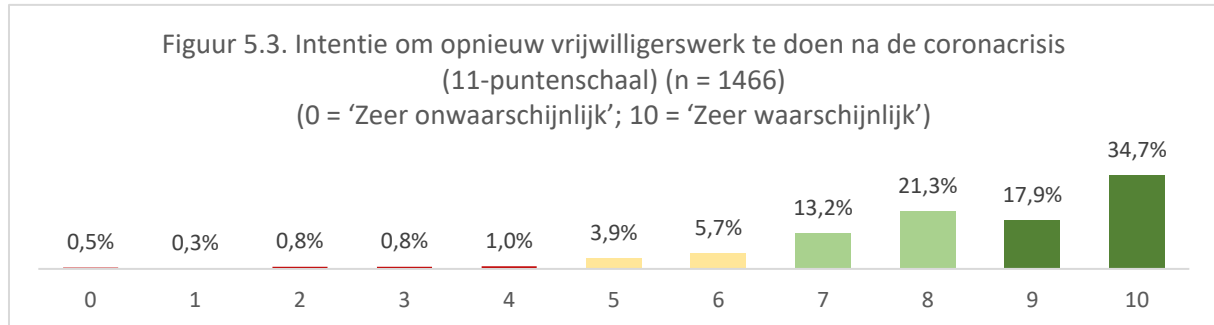 Figuur 5.3. Intentie om opnieuw vrijwilligerswerk te doen na de coronacrisis
(11-puntenschaal) (n = 1466)
(0 = ‘Zeer onwaarschijnlijk’; 10 = ‘Zeer waarschijnlijk’)
0,5% 0,3% 0,8% 0,8% 1,0% 3,9% 5,7% 13,2% 21,3% 17,9% 34,7%
0 1 2 3 4 5 6 7 8 9 10